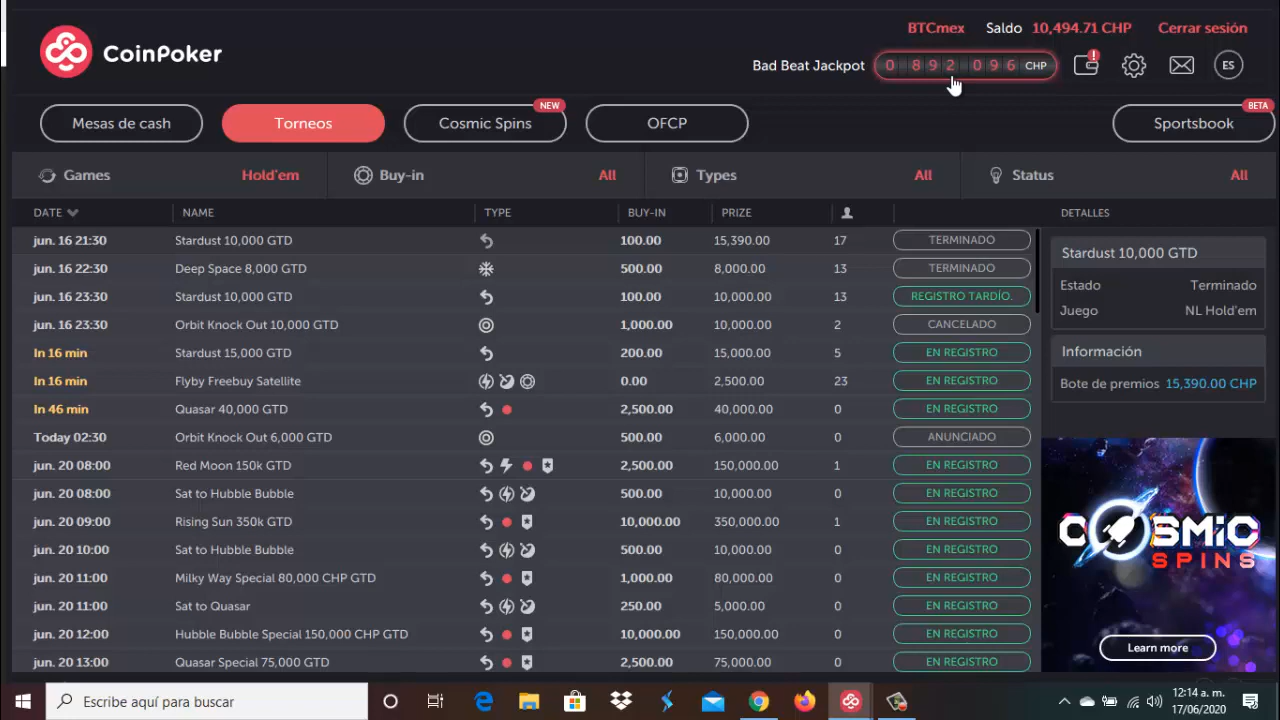 BTCmex Saldo 10,494.71 CHP Cerrar sesión
CoinPoker
Bad Beat Jackpot 0 892 096 CHP ! ES
Mesas de cash Torneos Cosmic Spins NEW OFCP Sportsbook BETA
Games Hold'em Buy-in All Types All Status All
DATE NAME TYPE BUY-IN PRIZE DETALLES
jun. 16 21:30 Stardust 10,000 GTD 100.00 15,390.00 17 TERMINADO
jun. 16 22:30 Deep Space 8,000 GTD 500.00 8,000.00 13 TERMINADO
jun. 16 23:30 Stardust 10,000 GTD 100.00 10,000.00 13 REGISTRO TARDÍO.
jun. 16 23:30 Orbit Knock Out 10,000 GTD 1,000.00 10,000.00 2 CANCELADO
In 16 min Stardust 15,000 GTD 200.00 15,000.00 5 EN REGISTRO
In 16 min Flyby Freebuy Satellite 0.00 2,500.00 23 EN REGISTRO
In 46 min Quasar 40,000 GTD 2,500.00 40,000.00 0 EN REGISTRO
Today 02:30 Orbit Knock Out 6,000 GTD 500.00 6,000.00 0 ANUNCIADO
jun. 20 08:00 Red Moon 150k GTD 2,500.00 150,000.00 1 EN REGISTRO
jun. 20 08:00 Sat to Hubble Bubble 500.00 10,000.00 0 EN REGISTRO
jun. 20 09:00 Rising Sun 350k GTD 10,000.00 350,000.00 1 EN REGISTRO
jun. 20 10:00 Sat to Hubble Bubble 500.00 10,000.00 0 EN REGISTRO
jun. 20 11:00 Milky Way Special 80,000 CHP GTD 1,000.00 80,000.00 0 EN REGISTRO
jun. 20 11:00 Sat to Quasar 250.00 5,000.00 0 EN REGISTRO
jun. 20 12:00 Hubble Bubble Special 150,000 CHP GTD 10,000.00 150,000.00 0 EN REGISTRO
jun. 20 13:00 Quasar Special 75,000 GTD 2,500.00 75,000.00 0 EN REGISTRO
Stardust 10,000 GTD
Estado Terminado
Juego NL Hold'em
Información
Bote de premios 15,390.00 CHP
COSMIC
SPINS
Learn more
Escribe aquí para buscar
12:14 a. m.
17/06/2020